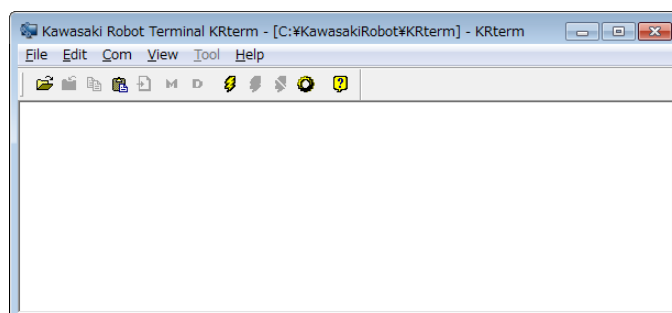 Kawasaki Robot Terminal KRterm - [C:¥KawasakiRobot¥KRterm] - KRterm
File Edit Com View Tool Help
M D